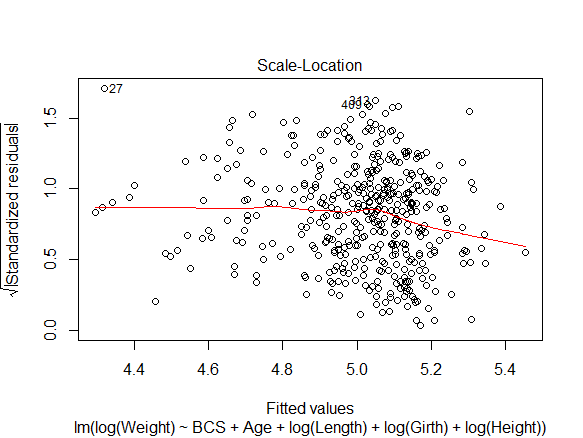 Scale-Location
√|Standardized residuals|
0.0 0.5 1.0 1.5
27
313
409
4.4 4.6 4.8 5.0 5.2 5.4
Fitted values
lm(log(Weight) ~ BCS + Age + log(Length) + log(Girth) + log(Height))